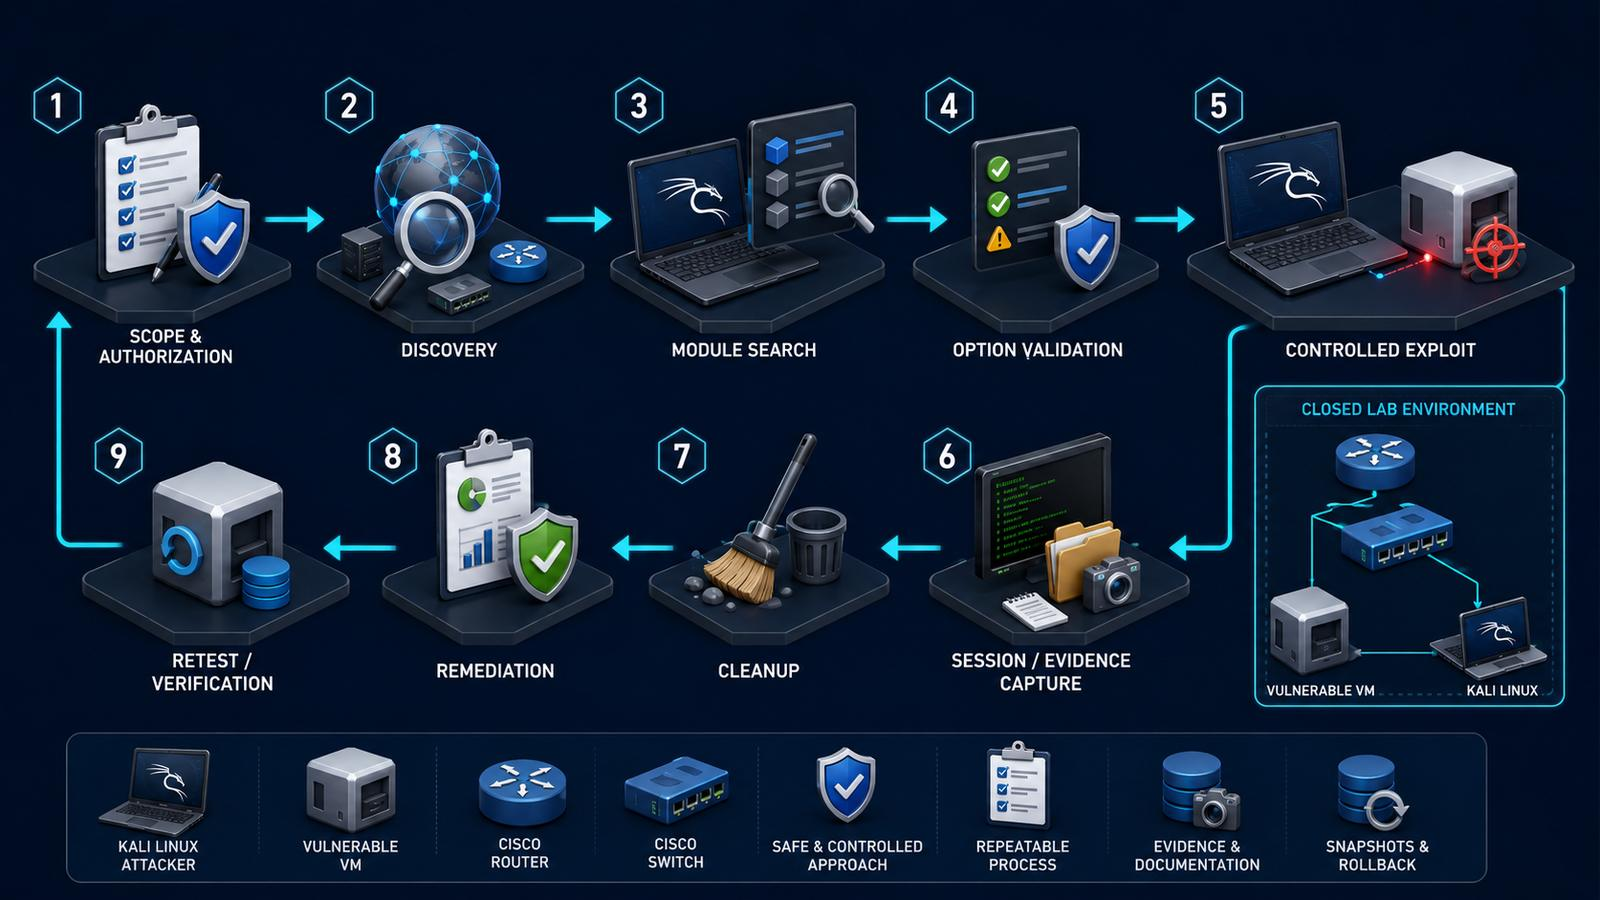 1
2
3
4
5
SCOPE &
AUTHORIZATION
DISCOVERY
MODULE SEARCH
OPTION VALIDATION
CONTROLLED EXPLOIT
CLOSED LAB ENVIRONMENT
VULNERABLE VM
KALI LINUX
9
8
7
6
RETEST /
VERIFICATION
REMEDIATION
CLEANUP
SESSION / EVIDENCE
CAPTURE
KALI LINUX
ATTACKER
VULNERABLE
VM
CISCO
ROUTER
CISCO
SWITCH
SAFE & CONTROLLED
APPROACH
REPEATABLE
PROCESS
EVIDENCE &
DOCUMENTATION
SNAPSHOTS &
ROLLBACK